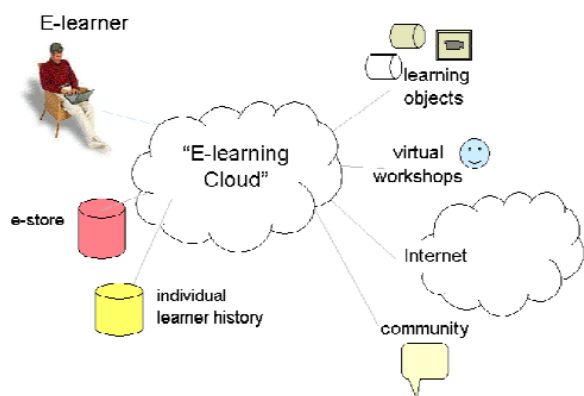 E-learner
learning
objects
"E-learning
Cloud"
virtual
workshops
e-store
Internet
individual
learner history
community